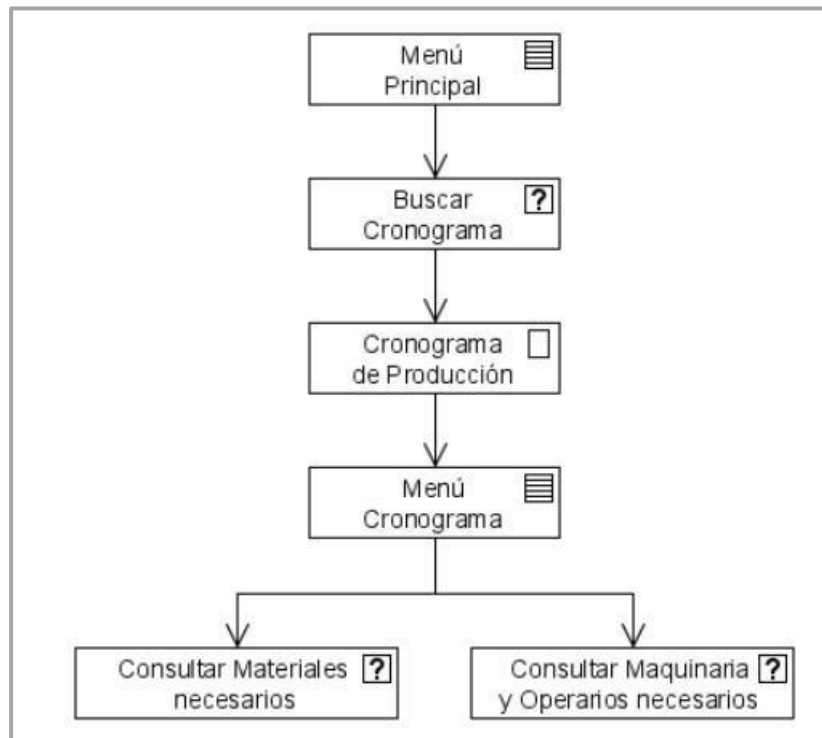 Menú
Principal
Buscar
Cronograma
?
Cronograma
de Producción
Menú
Cronograma
Consultar Materiales
necesarios
?
Consultar Maquinaria
y Operarios necesarios
?